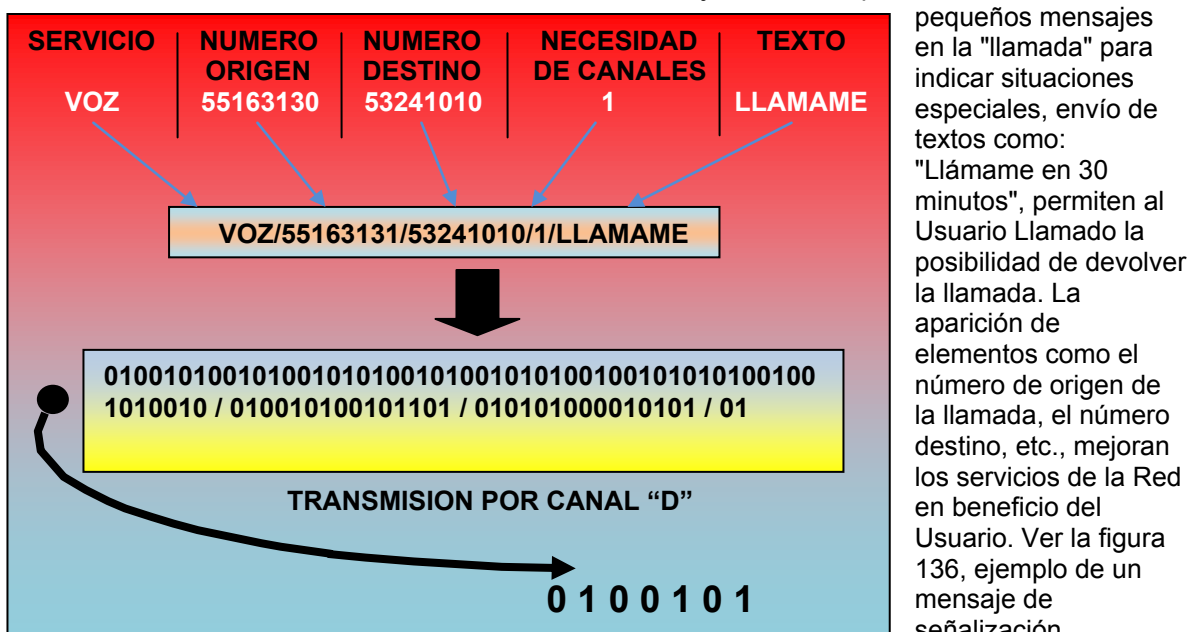 SERVICIO NUMERO ORIGEN NUMERO DESTINO NECESIDAD DE CANALES TEXTO
VOZ 55163130 53241010 1 LLAMAME
VOZ/55163131/53241010/1/LLAMAME
010010100101001010100101001010100100101010100100
1010010 / 010010100101101 / 010101000010101 / 01
TRANSMISION POR CANAL “D”
0 1 0 0 1 0 1
pequeños mensajes
en la "llamada" para
indicar situaciones
especiales, envío de
textos como:
"Llámame en 30
minutos", permiten al
Usuario Llamado la
posibilidad de devolver
la llamada. La
aparición de
elementos como el
número de origen de
la llamada, el número
destino, etc., mejoran
los servicios de la Red
en beneficio del
Usuario. Ver la figura
136, ejemplo de un
mensaje de
señalización